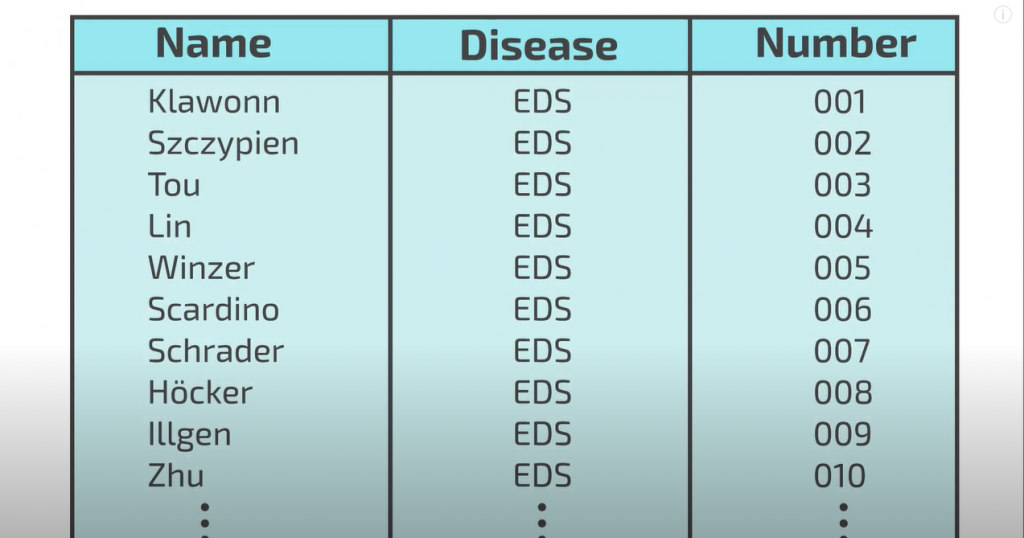 Name Disease Number
Klawonn EDS 001
Szczypien EDS 002
Tou EDS 003
Lin EDS 004
Winzer EDS 005
Scardino EDS 006
Schrader EDS 007
Höcker EDS 008
Illgen EDS 009
Zhu EDS 010